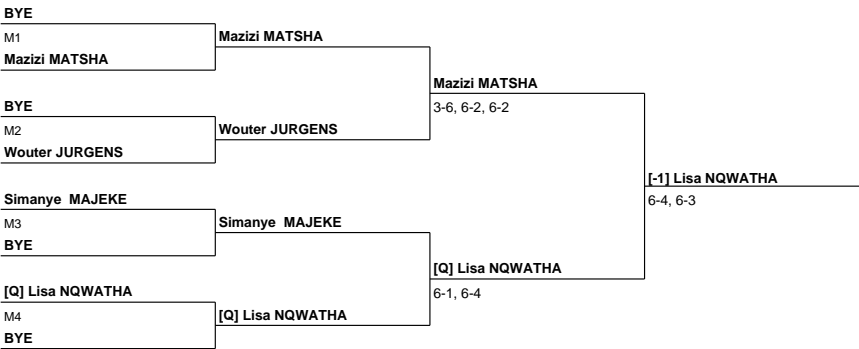 BYE
M1
Mazizi MATSHA
BYE
M2
Wouter JURGENS
Simanye  MAJEKE
M3
BYE
[Q] Lisa NQWATHA
M4
BYE
Mazizi MATSHA
Wouter JURGENS
Simanye  MAJEKE
[Q] Lisa NQWATHA
Mazizi MATSHA
3-6, 6-2, 6-2
[Q] Lisa NQWATHA
6-1, 6-4
[-1] Lisa NQWATHA
6-4, 6-3